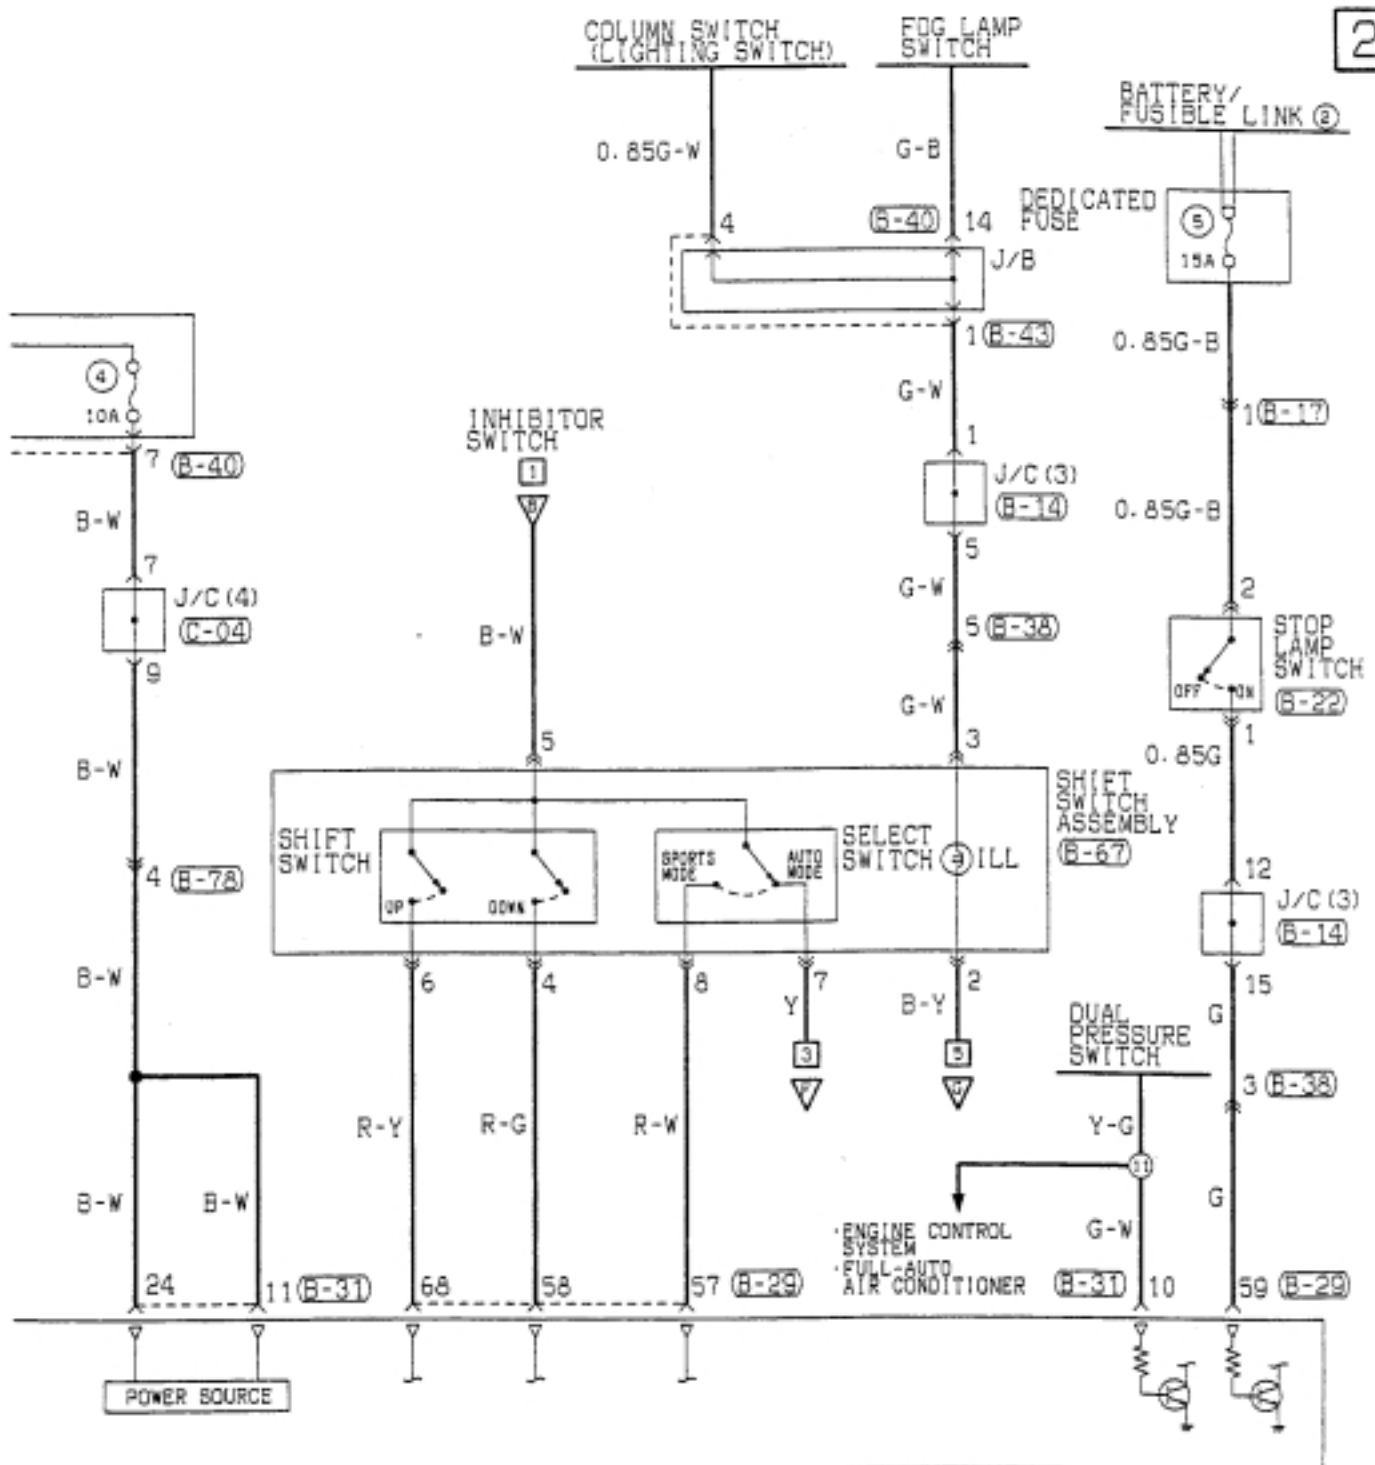 2
COLUMN SWITCH
(LIGHTING SWITCH)
FOG LAMP
SWITCH
BATTERY/
FUSIBLE LINK ②
0.85G-W
G-B
DEDICATED
FUSE
⑤
15A
4
B-40
14
J/B
1
B-43
0.85G-B
④
10A
G-W
1
B-17
INHIBITOR
SWITCH
1
B
7
B-40
1
J/C(3)
B-14
B-W
0.85G-B
7
5
J/C(4)
C-04
G-W
2
B-W
5
B-38
STOP
LAMP
SWITCH
B-22
OFF
ON
9
G-W
1
5
3
0.85G
B-W
SHIFT
SWITCH
ASSEMBLY
B-67
SHIFT
SWITCH
UP
DOWN
SPORTS
MODE
AUTO
MODE
SELECT
SWITCH
ILL
12
4
B-78
J/C(3)
B-14
B-W
6
4
8
7
2
15
Y
B-Y
G
DUAL
PRESSURE
SWITCH
3
F
5
G
3
B-38
R-Y
R-G
R-W
Y-G
11
B-W
B-W
G
·ENGINE CONTROL
SYSTEM
·FULL-AUTO
AIR CONDITIONER
G-W
24
11
B-31
68
58
57
B-29
B-31
10
59
B-29
POWER SOURCE